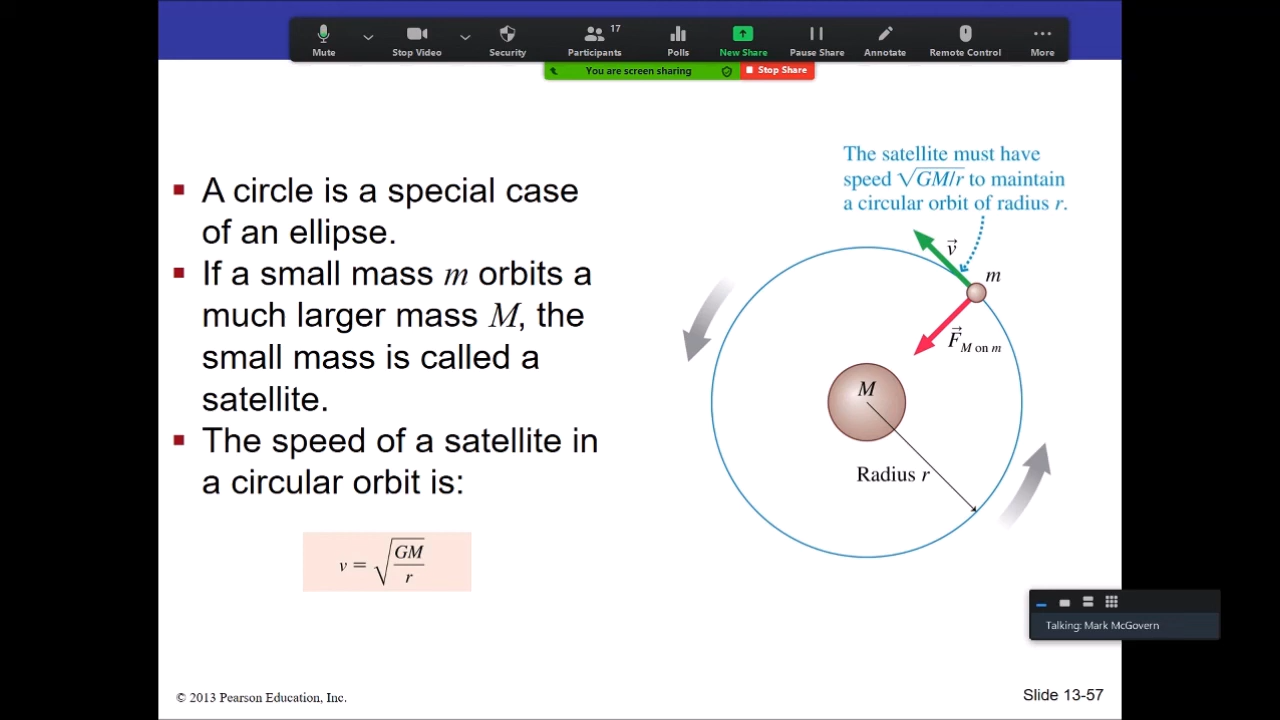 Mute
Stop Video
Security
Participants
17
Polls
New Share
Pause Share
Annotate
Remote Control
More
You are screen sharing
Stop Share
▪ A circle is a special case
of an ellipse.
▪ If a small mass m orbits a
much larger mass M, the
small mass is called a
satellite.
▪ The speed of a satellite in
a circular orbit is:
v = √(GM/r)
The satellite must have
speed √GM/r to maintain
a circular orbit of radius r.
v⃗
m
F⃗ M on m
M
Radius r
Talking: Mark McGovern
© 2013 Pearson Education, Inc.
Slide 13-57